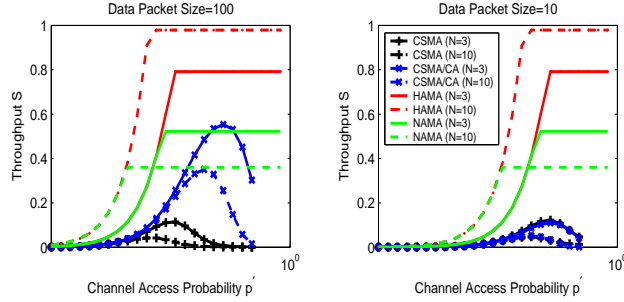 Data Packet Size=100
Throughput S
1
0.8
0.6
0.4
0.2
0
10^0
Channel Access Probability p′
Data Packet Size=10
Throughput S
1
0.8
0.6
0.4
0.2
0
CSMA (N=3)
CSMA (N=10)
CSMA/CA (N=3)
CSMA/CA (N=10)
HAMA (N=3)
HAMA (N=10)
NAMA (N=3)
NAMA (N=10)
10^0
Channel Access Probability p′